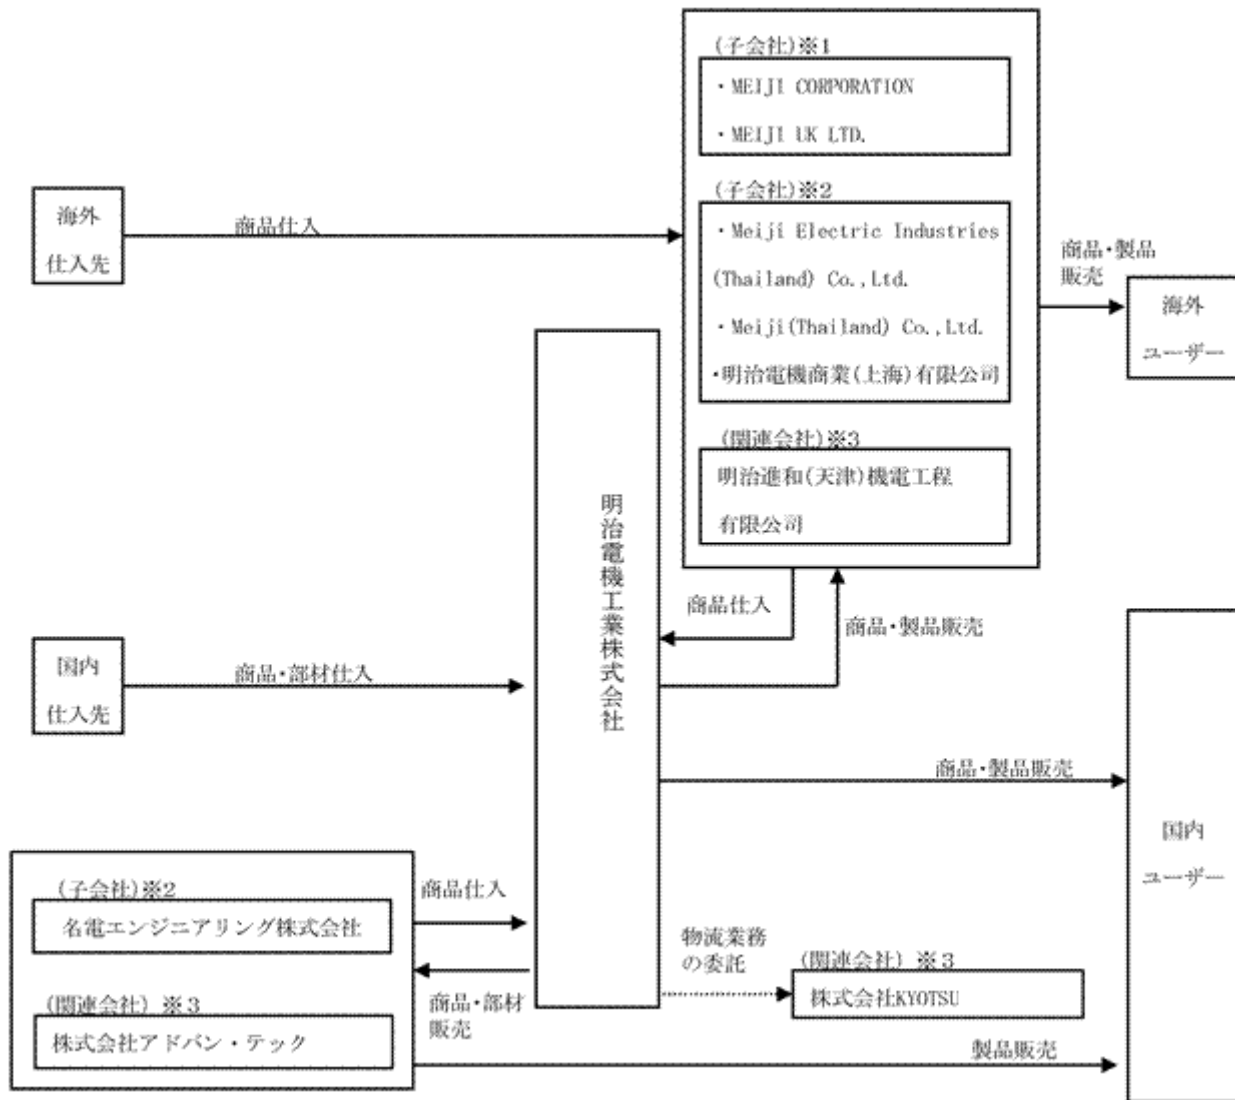 (子会社)※1
・MEIJI CORPORATION
・MEIJI UK LTD.
(子会社)※2
・Meiji Electric Industries
(Thailand) Co.,Ltd.
・Meiji(Thailand) Co.,Ltd.
・明治電機商業(上海)有限公司
(関連会社)※3
明治進和(天津)機電工程
有限公司
海外
仕入先
商品仕入
商品・製品
販売
海外
ユーザー
明治電機工業株式会社
商品仕入
商品・製品販売
国内
仕入先
商品・部材仕入
商品・製品販売
国内
ユーザー
(子会社)※2
名電エンジニアリング株式会社
(関連会社) ※3
株式会社アドバン・テック
商品仕入
商品・部材
販売
物流業務
の委託
(関連会社) ※3
株式会社KYOTSU
製品販売